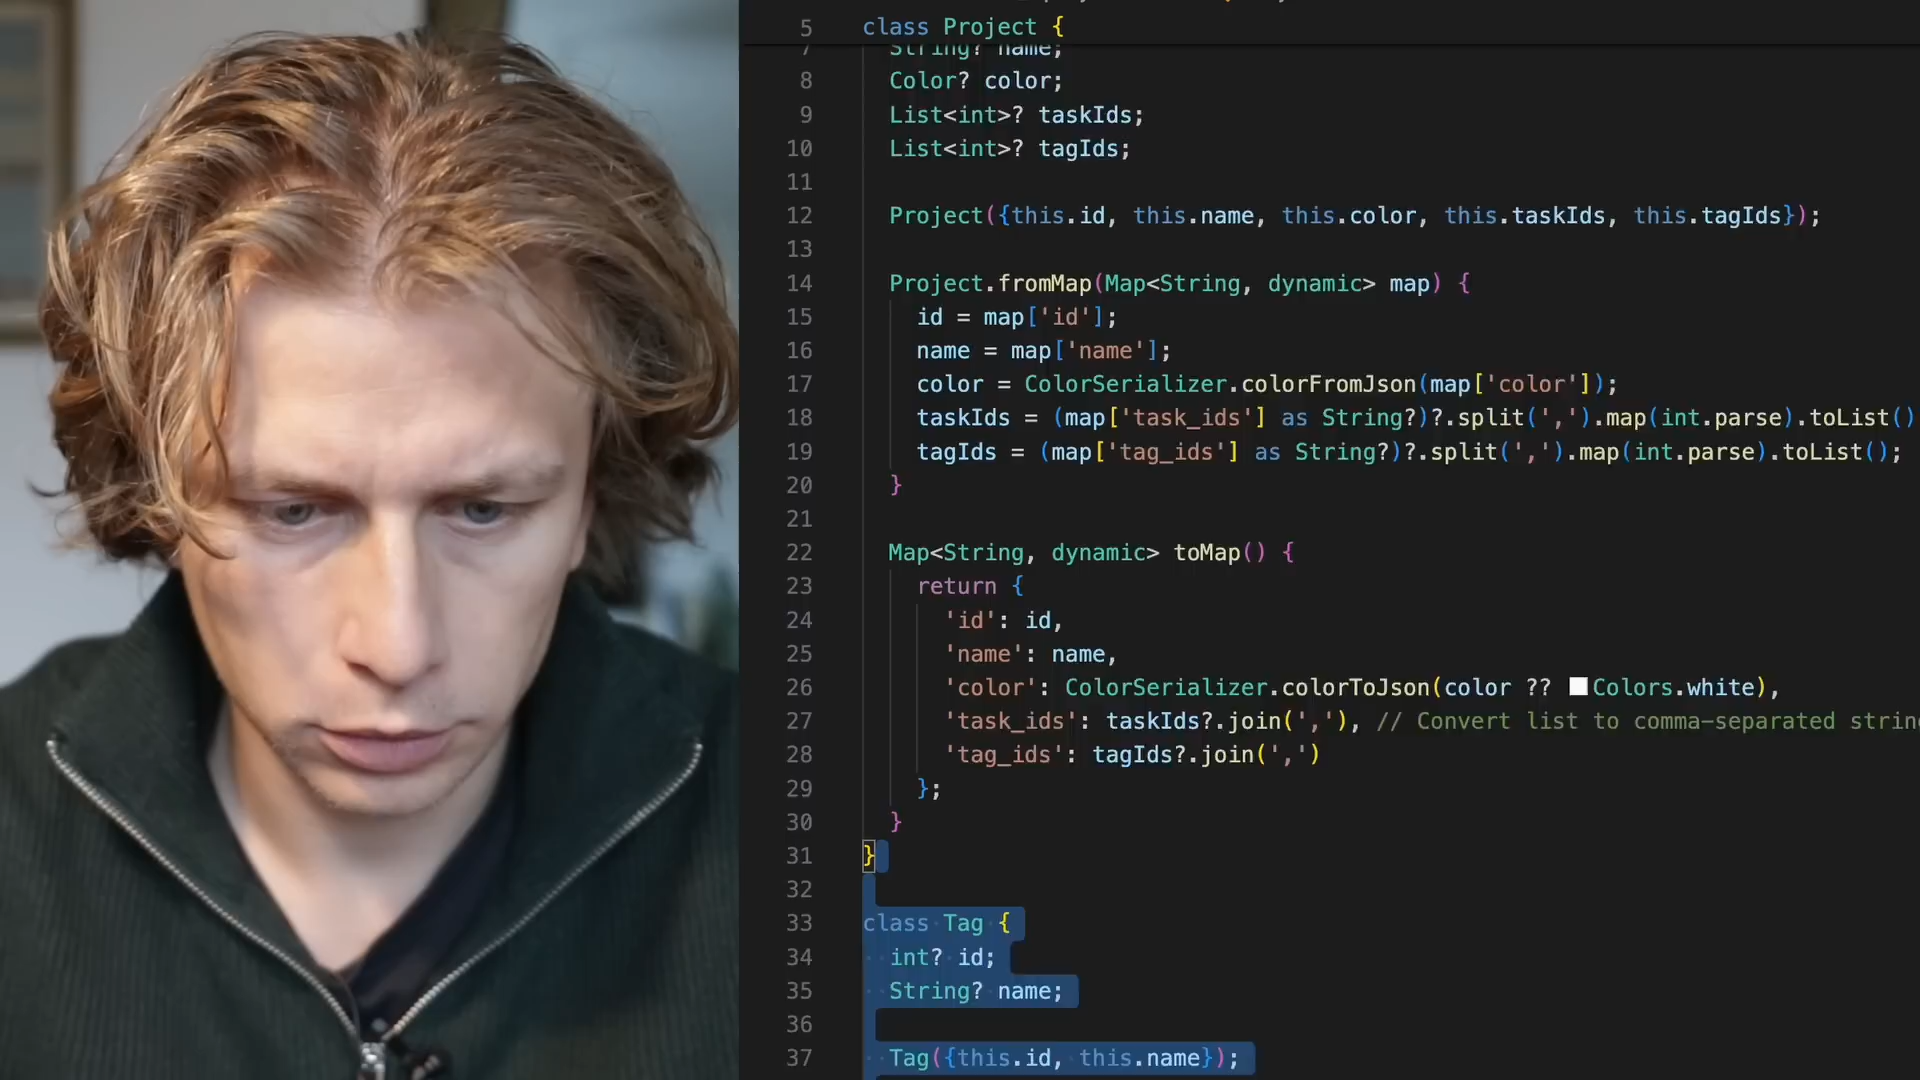 5 class Project {
7 String? name;
8 Color? color;
9 List<int>? taskIds;
10 List<int>? tagIds;
11
12 Project({this.id, this.name, this.color, this.taskIds, this.tagIds});
13
14 Project.fromMap(Map<String, dynamic> map) {
15 id = map['id'];
16 name = map['name'];
17 color = ColorSerializer.colorFromJson(map['color']);
18 taskIds = (map['task_ids'] as String?)?.split(',').map(int.parse).toList()
19 tagIds = (map['tag_ids'] as String?)?.split(',').map(int.parse).toList();
20 }
21
22 Map<String, dynamic> toMap() {
23 return {
24 'id': id,
25 'name': name,
26 'color': ColorSerializer.colorToJson(color ?? Colors.white),
27 'task_ids': taskIds?.join(','), // Convert list to comma-separated strin
28 'tag_ids': tagIds?.join(',')
29 };
30 }
31 }
32
33 class Tag {
34 int? id;
35 String? name;
36
37 Tag({this.id, this.name});